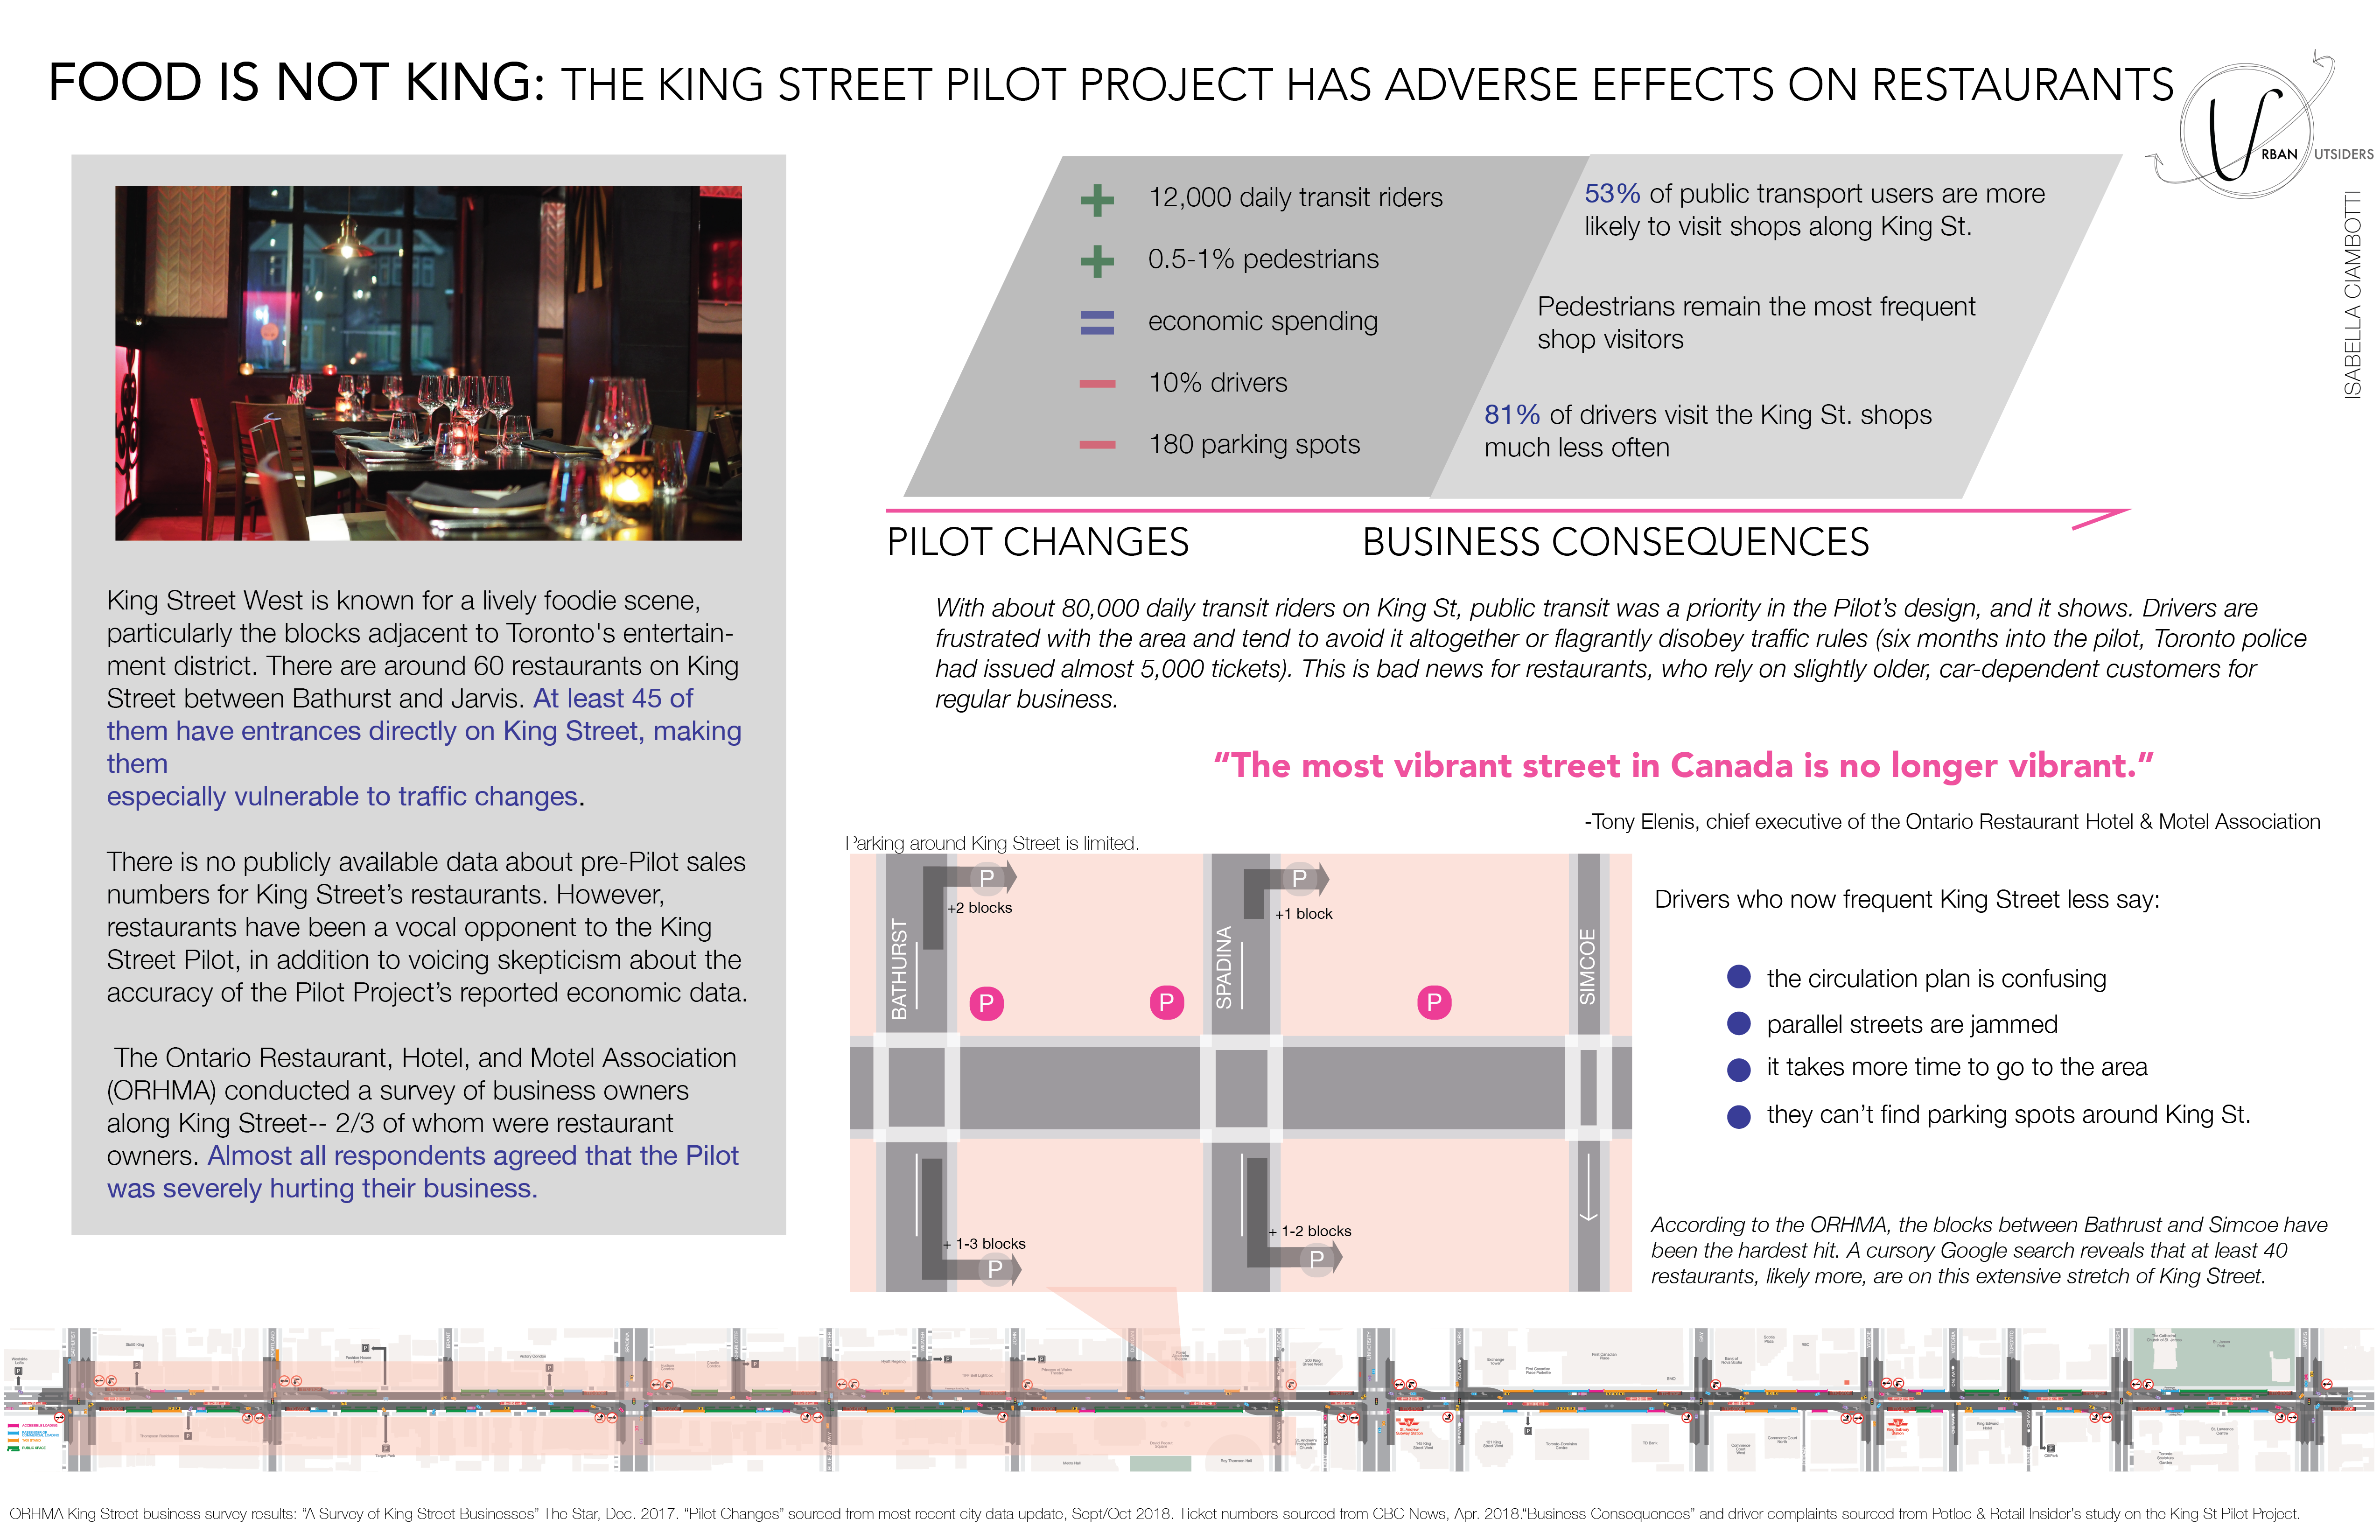 FOOD IS NOT KING: THE KING STREET PILOT PROJECT HAS ADVERSE EFFECTS ON RESTAURANTS
RBAN
UTSIDERS
ISABELLA CIAMBOTTI
King Street West is known for a lively foodie scene,
particularly the blocks adjacent to Toronto's entertain-
ment district. There are around 60 restaurants on King
Street between Bathurst and Jarvis. At least 45 of
them have entrances directly on King Street, making
them
especially vulnerable to traffic changes.
There is no publicly available data about pre-Pilot sales
numbers for King Street's restaurants. However,
restaurants have been a vocal opponent to the King
Street Pilot, in addition to voicing skepticism about the
accuracy of the Pilot Project's reported economic data.
The Ontario Restaurant, Hotel, and Motel Association
(ORHMA) conducted a survey of business owners
along King Street-- 2/3 of whom were restaurant
owners. Almost all respondents agreed that the Pilot
was severely hurting their business.
+ 12,000 daily transit riders
+ 0.5-1% pedestrians
= economic spending
− 10% drivers
− 180 parking spots
53% of public transport users are more
likely to visit shops along King St.
Pedestrians remain the most frequent
shop visitors
81% of drivers visit the King St. shops
much less often
PILOT CHANGES
BUSINESS CONSEQUENCES
With about 80,000 daily transit riders on King St, public transit was a priority in the Pilot's design, and it shows. Drivers are
frustrated with the area and tend to avoid it altogether or flagrantly disobey traffic rules (six months into the pilot, Toronto police
had issued almost 5,000 tickets). This is bad news for restaurants, who rely on slightly older, car-dependent customers for
regular business.
"The most vibrant street in Canada is no longer vibrant."
-Tony Elenis, chief executive of the Ontario Restaurant Hotel & Motel Association
Parking around King Street is limited.
P
+2 blocks
P
+1 block
BATHURST
SPADINA
SIMCOE
P
P
P
+ 1-3 blocks
P
+ 1-2 blocks
P
Drivers who now frequent King Street less say:
the circulation plan is confusing
parallel streets are jammed
it takes more time to go to the area
they can't find parking spots around King St.
According to the ORHMA, the blocks between Bathrust and Simcoe have
been the hardest hit. A cursory Google search reveals that at least 40
restaurants, likely more, are on this extensive stretch of King Street.
ACCESSIBLE LOADING
TAXI STAND
PUBLIC SPACE
ORHMA King Street business survey results: "A Survey of King Street Businesses" The Star, Dec. 2017. "Pilot Changes" sourced from most recent city data update, Sept/Oct 2018. Ticket numbers sourced from CBC News, Apr. 2018."Business Consequences" and driver complaints sourced from Potloc & Retail Insider's study on the King St Pilot Project.